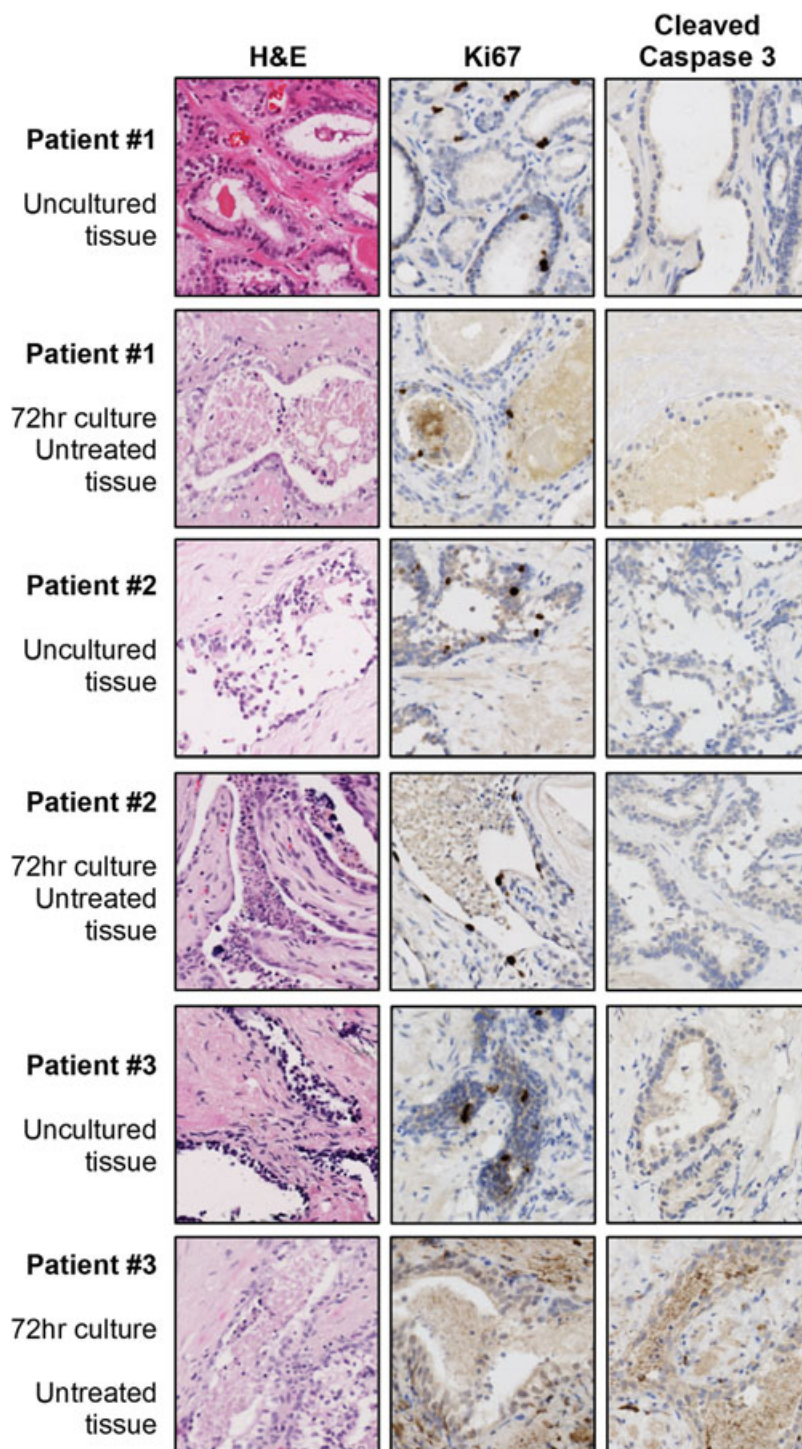 H&E
Ki67
Cleaved
Caspase 3
Patient #1
Uncultured
tissue
Patient #1
72hr culture
Untreated
tissue
Patient #2
Uncultured
tissue
Patient #2
72hr culture
Untreated
tissue
Patient #3
Uncultured
tissue
Patient #3
72hr culture
Untreated
tissue